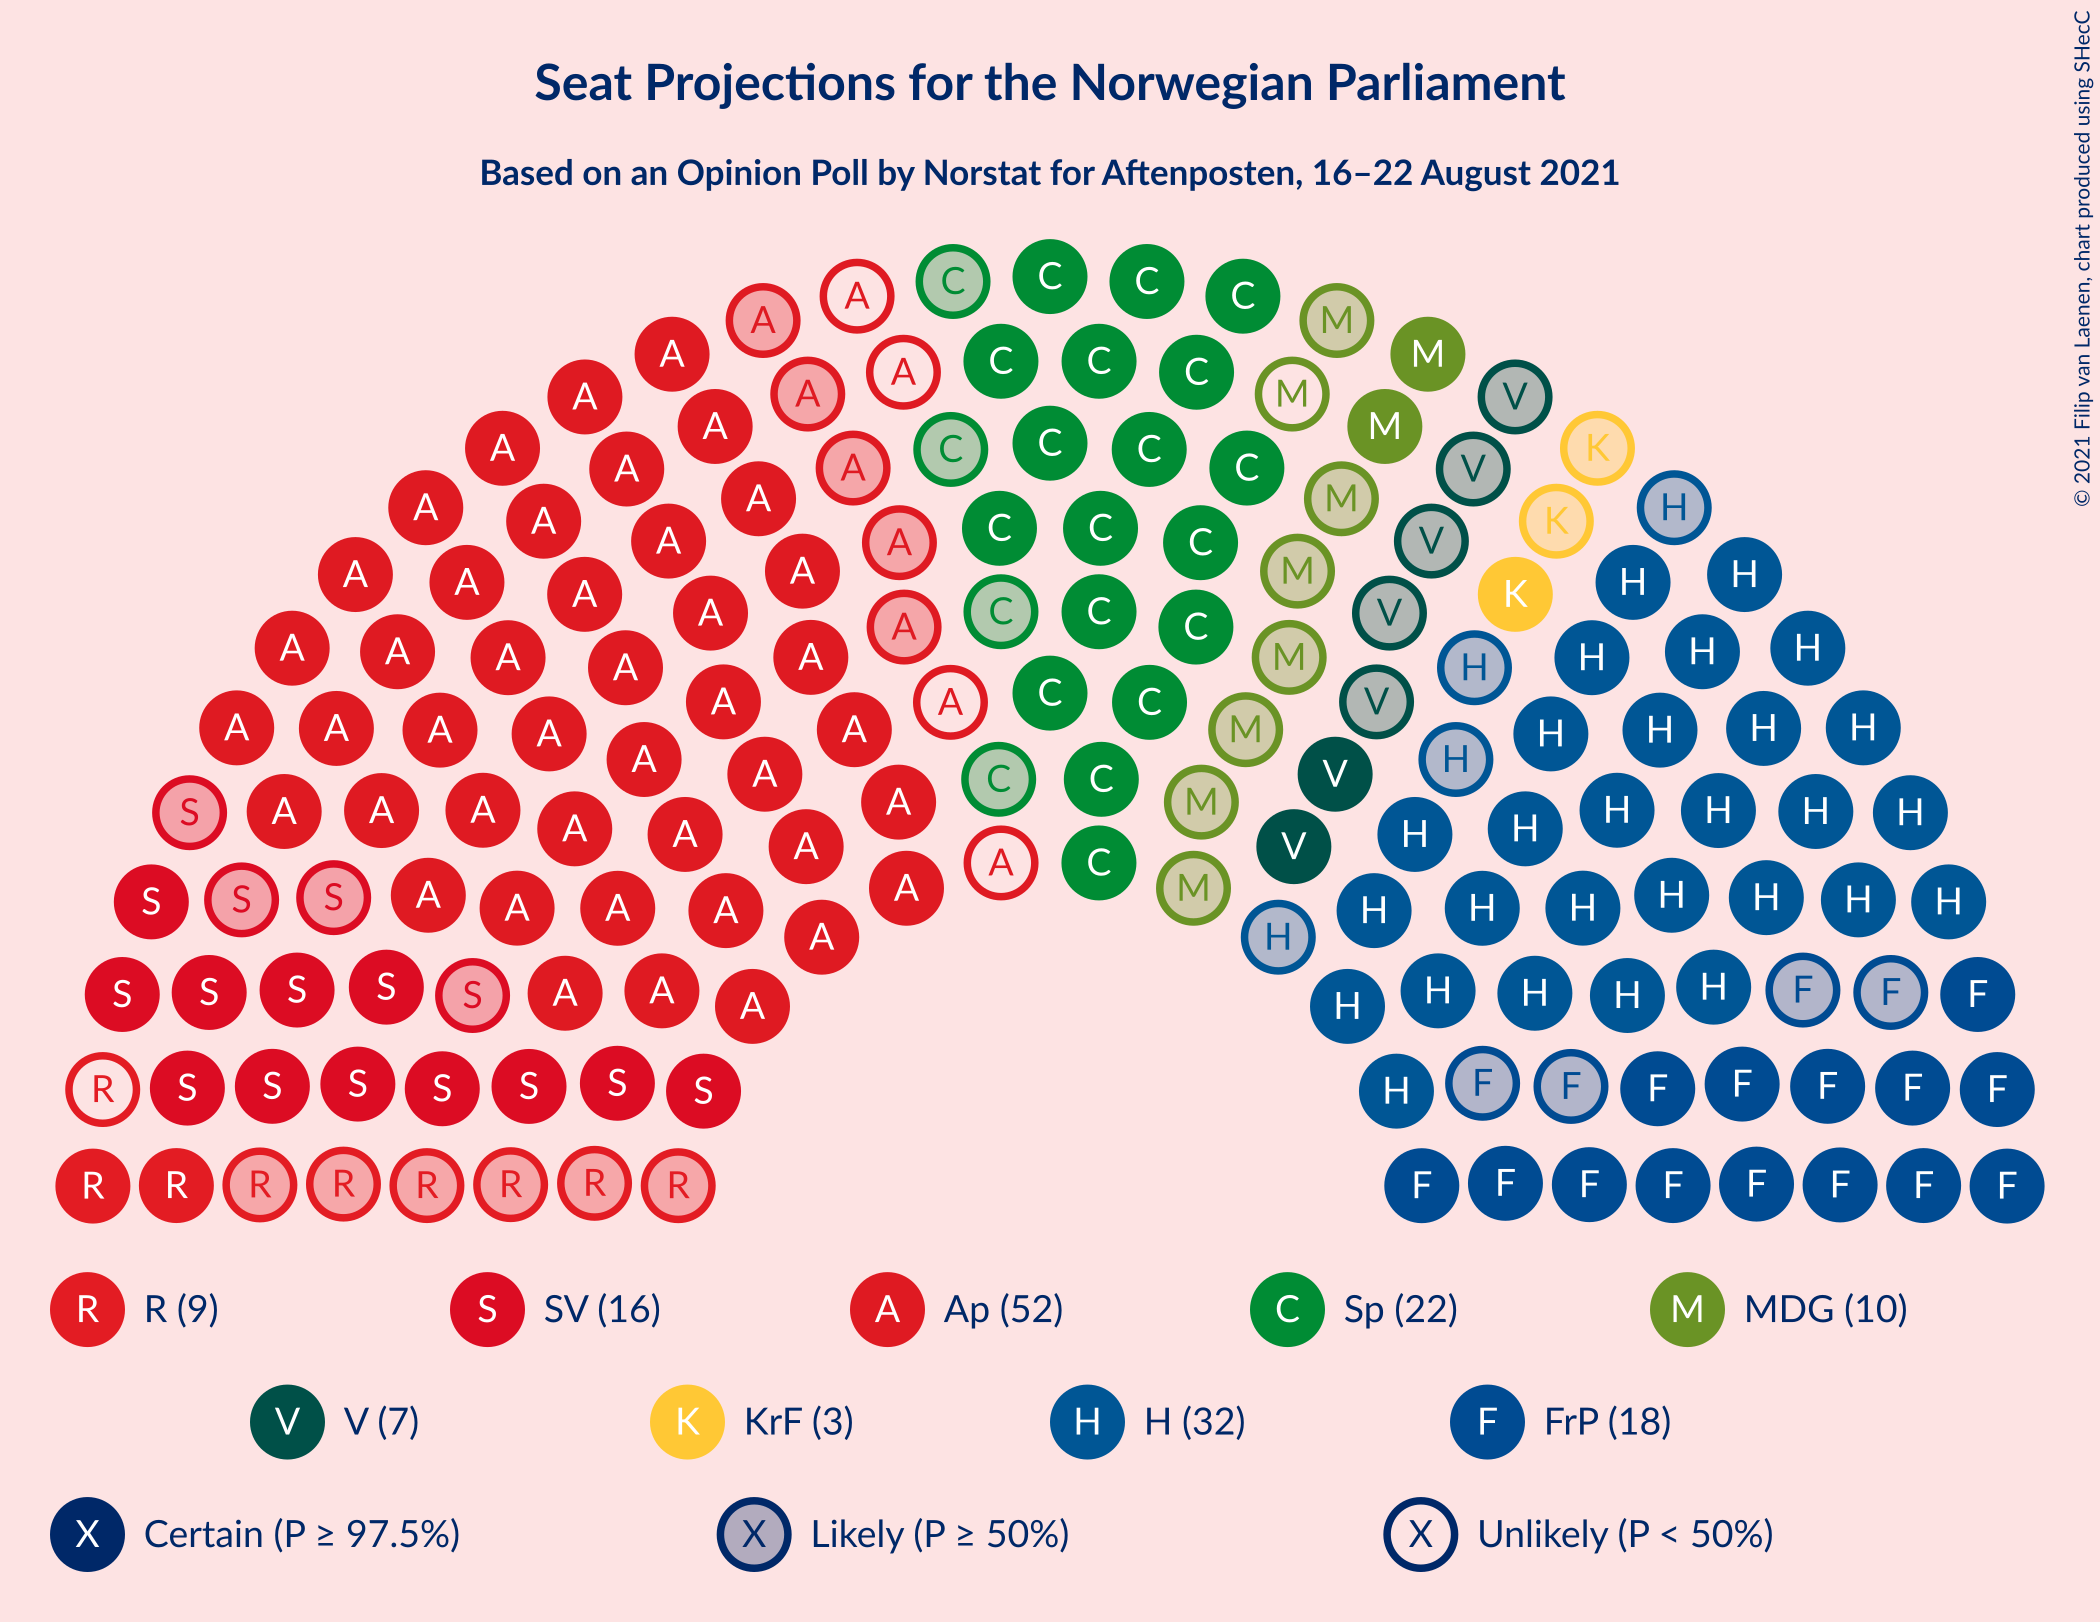 Seat Projections for the Norwegian Parliament
Based on an Opinion Poll by Norstat for Aftenposten, 16–22 August 2021
© 2021 Filip van Laenen, chart produced using SHecC
R R (9)
S SV (16)
A Ap (52)
C Sp (22)
M MDG (10)
V V (7)
K KrF (3)
H H (32)
F FrP (18)
X Certain (P ≥ 97.5%)
X Likely (P ≥ 50%)
X Unlikely (P < 50%)